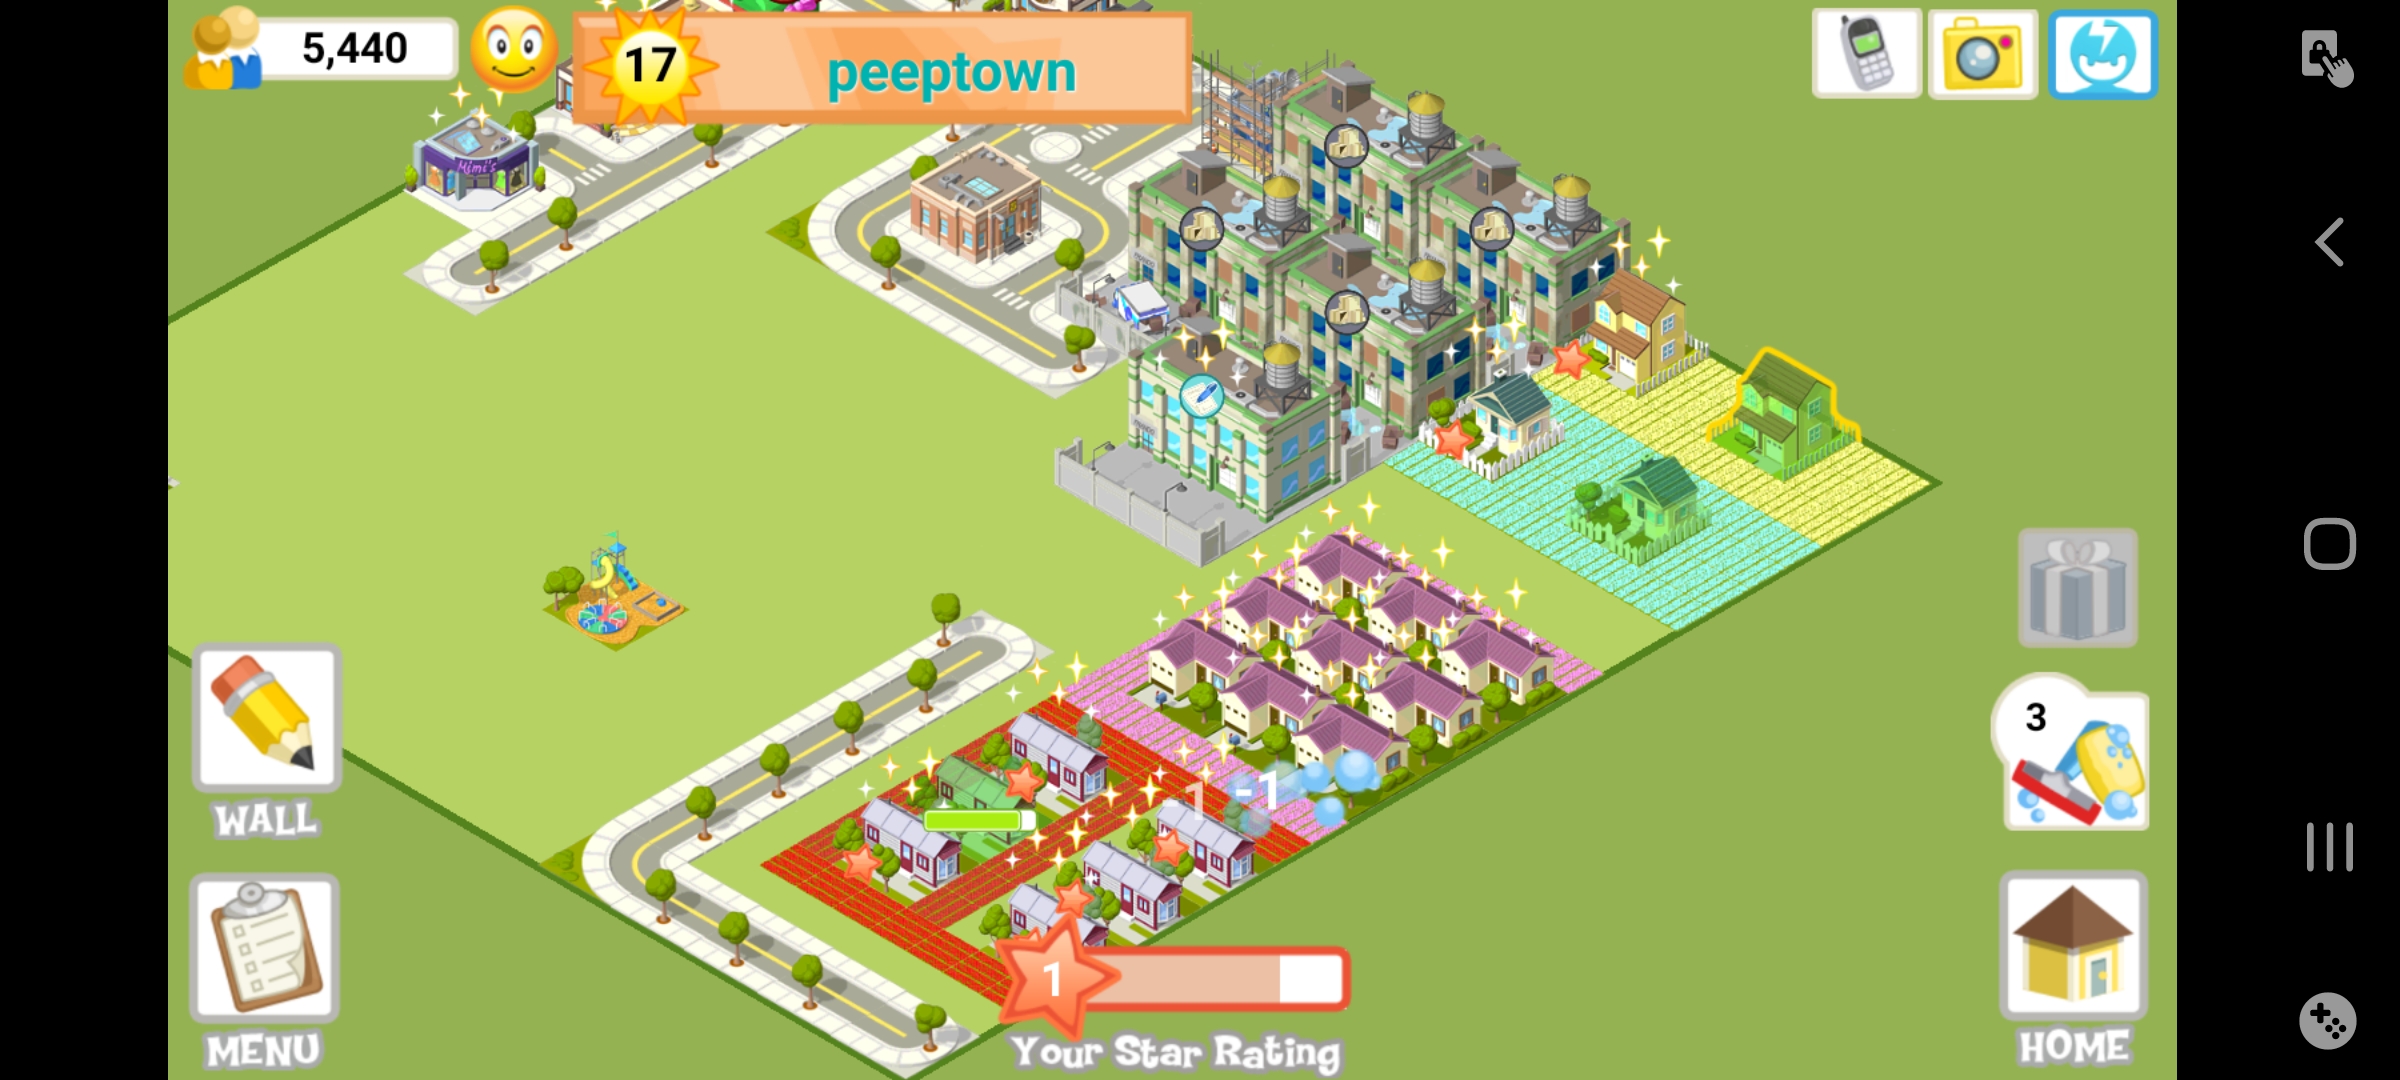 5,440
17
peeptown
Mimi's
3
-1
-1
WALL
MENU
1
Your Star Rating
HOME